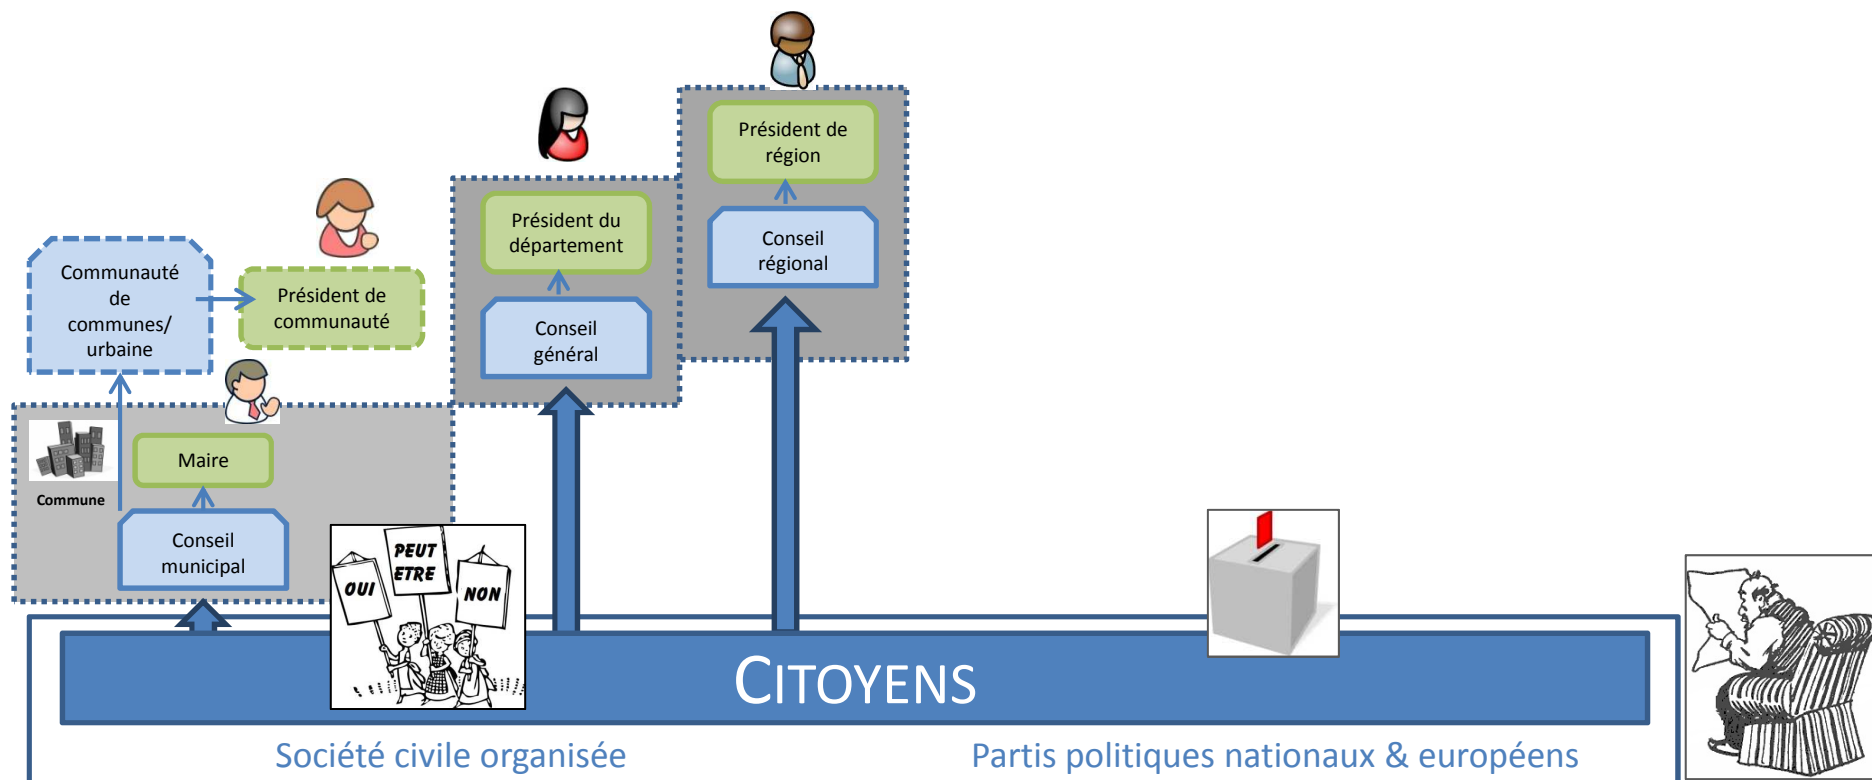 Président de
région
Conseil
régional
Président du
département
Conseil
général
Communauté
de
communes/
urbaine
Président de
communauté
Commune
Maire
Conseil
municipal
OUI
PEUT
ETRE
NON
CITOYENS
Société civile organisée
Partis politiques nationaux & européens